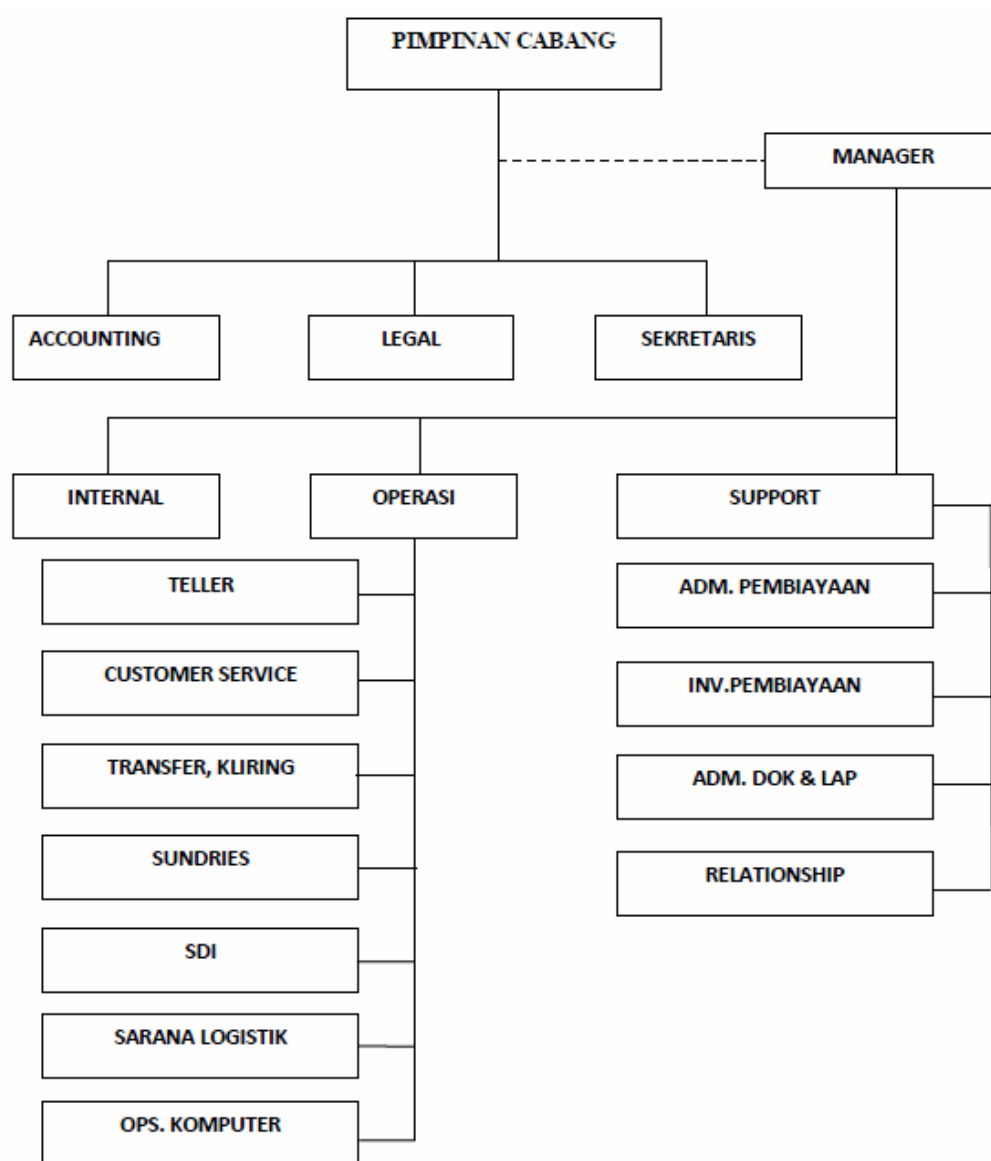 PIMPINAN CABANG
MANAGER
ACCOUNTING
LEGAL
SEKRETARIS
INTERNAL
OPERASI
SUPPORT
TELLER
CUSTOMER SERVICE
TRANSFER, KLIRING
SUNDRIES
SDI
SARANA LOGISTIK
OPS. KOMPUTER
ADM. PEMBIAYAAN
INV.PEMBIAYAAN
ADM. DOK & LAP
RELATIONSHIP